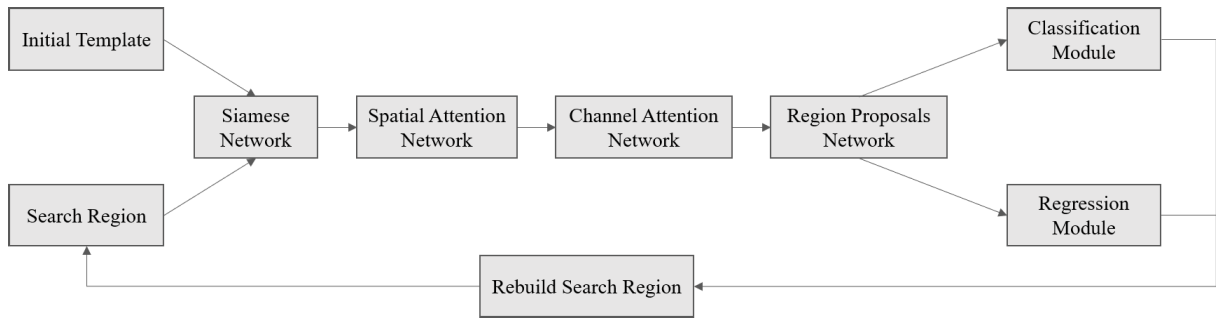 Initial Template
Classification
Module
Siamese
Network
Spatial Attention
Network
Channel Attention
Network
Region Proposals
Network
Search Region
Regression
Module
Rebuild Search Region